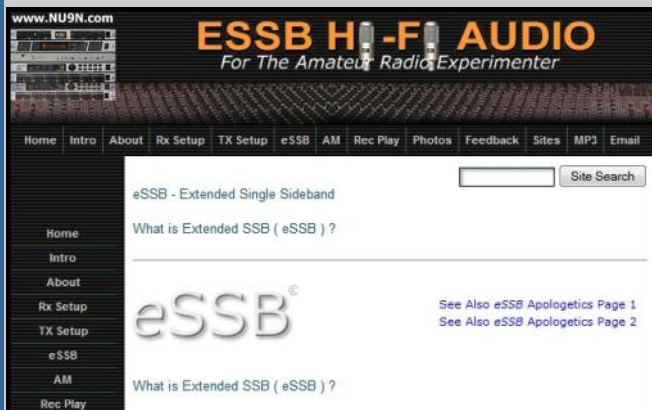 www.NU9N.com
ESSB HI-FI AUDIO
For The Amateur Radio Experimenter
Home Intro About Rx Setup TX Setup eSSB AM Rec Play Photos Feedback Sites MP3 Email
Site Search
eSSB - Extended Single Sideband
What is Extended SSB ( eSSB ) ?
Home
Intro
About
Rx Setup
TX Setup
eSSB
AM
Rec Play
eSSB©
See Also eSSB Apologetics Page 1
See Also eSSB Apologetics Page 2
What is Extended SSB ( eSSB ) ?